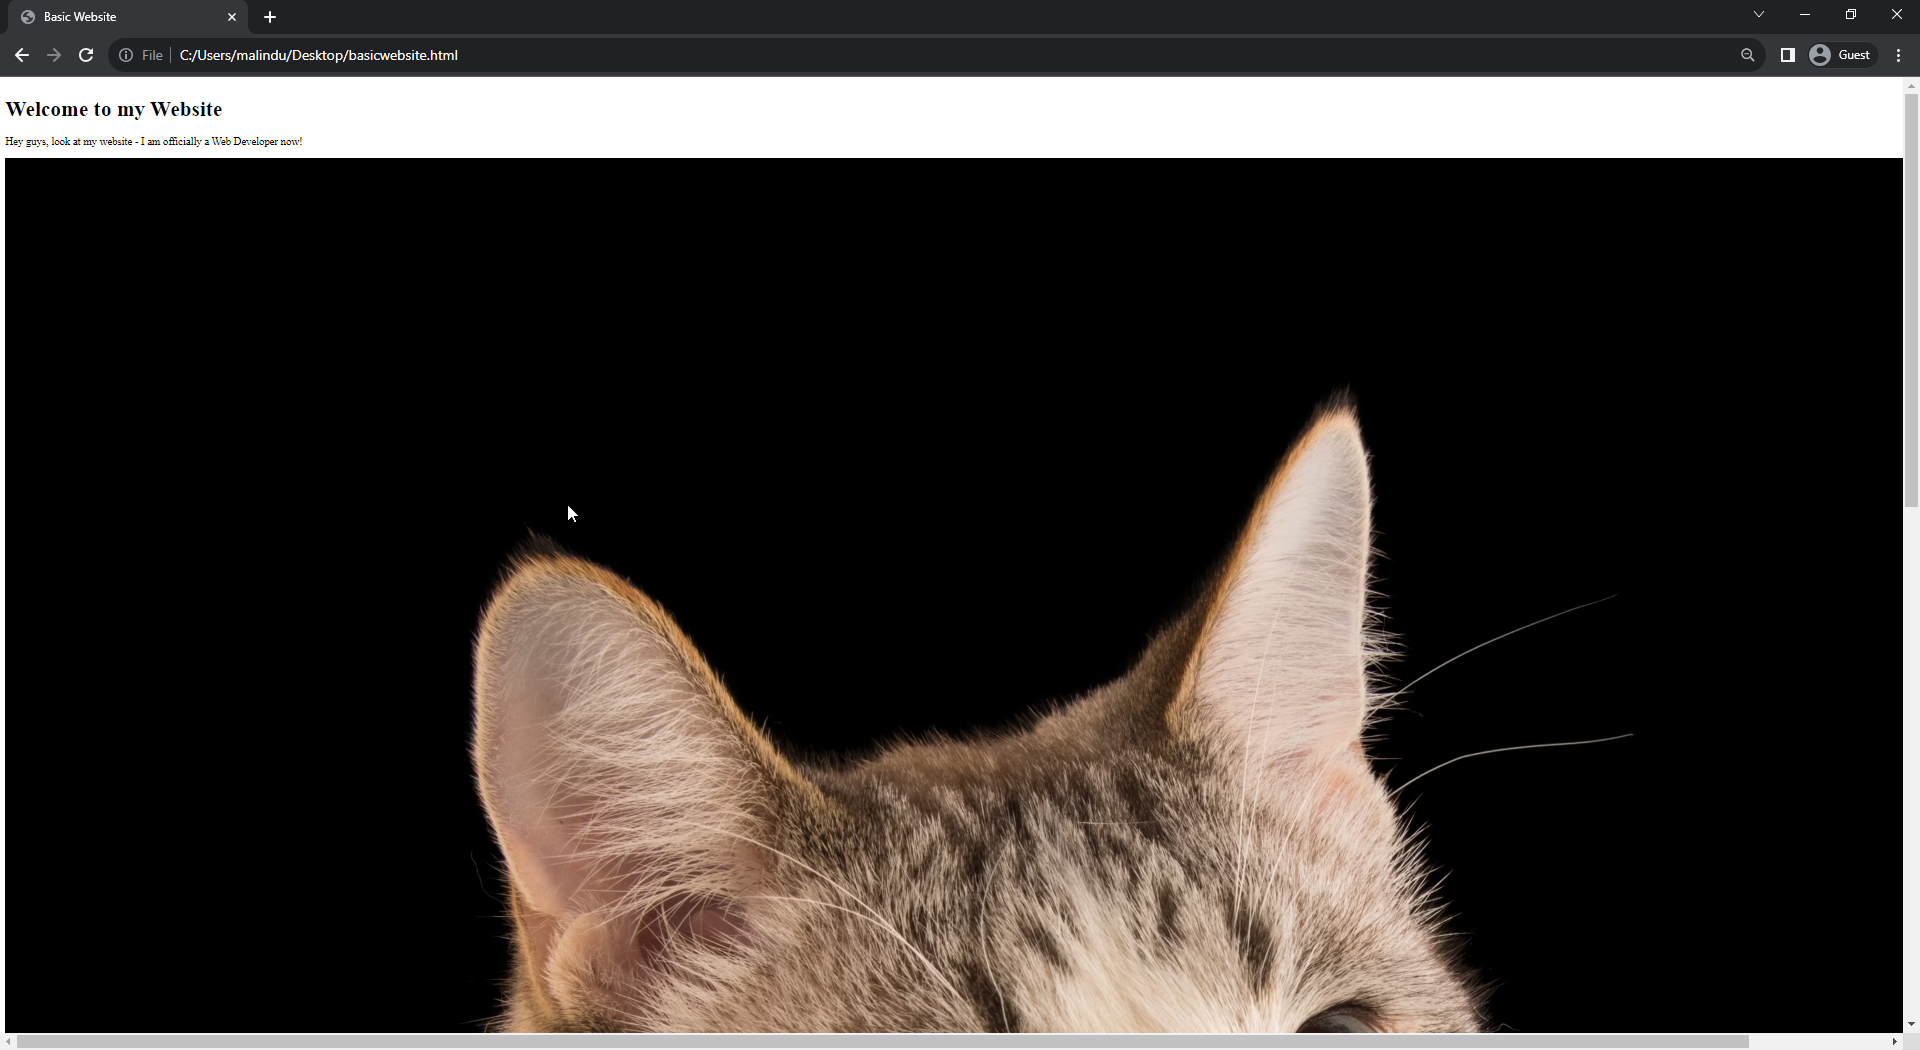 Basic Website
File C:/Users/malindu/Desktop/basicwebsite.html
Guest
Welcome to my Website
Hey guys, look at my website - I am officially a Web Developer now!